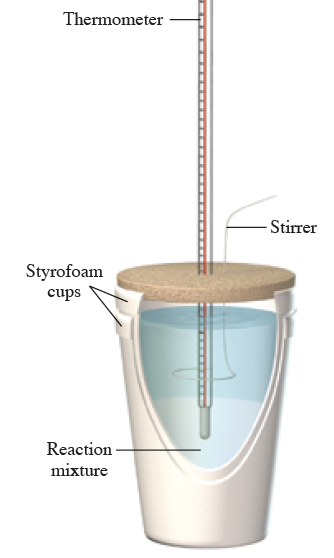 Thermometer
Stirrer
Styrofoam
cups
Reaction
mixture